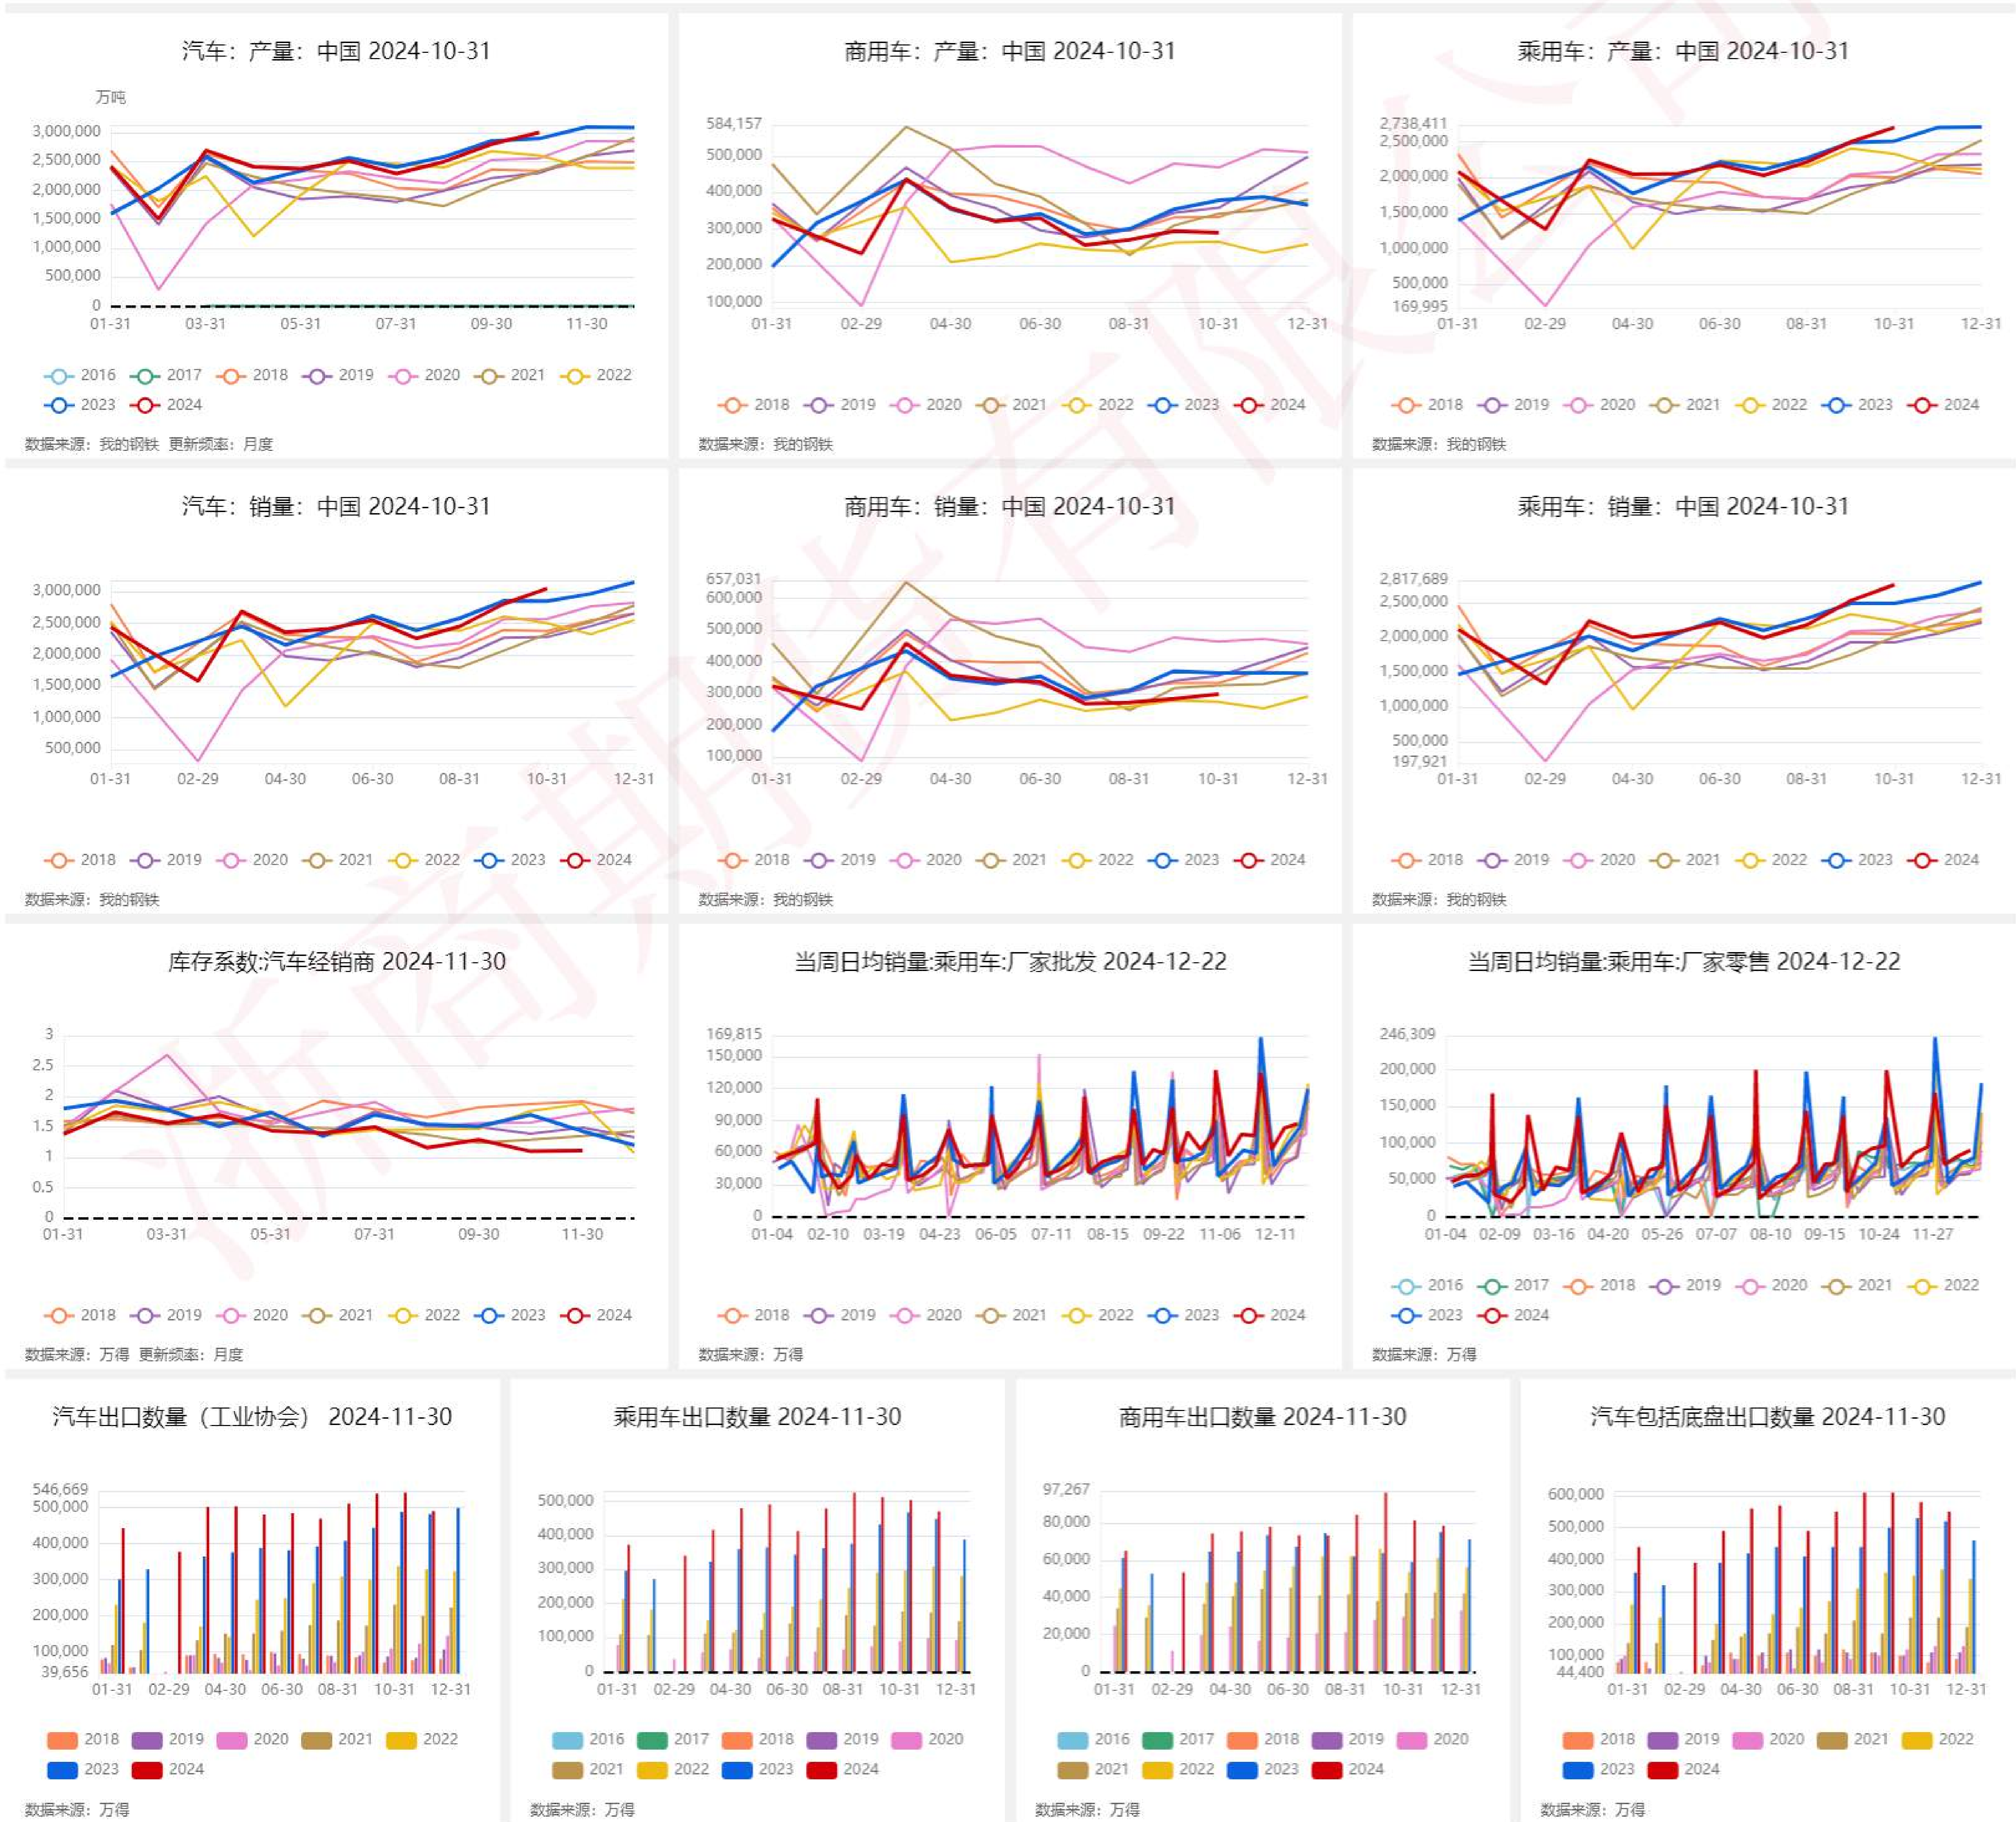 汽车：产量：中国 2024-10-31
万吨
3,000,000
2,500,000
2,000,000
1,500,000
1,000,000
500,000
0
01-31 03-31 05-31 07-31 09-30 11-30
2016 2017 2018 2019 2020 2021 2022
2023 2024
数据来源：我的钢铁 更新频率：月度
商用车：产量：中国 2024-10-31
584,157
500,000
400,000
300,000
200,000
100,000
01-31 02-29 04-30 06-30 08-31 10-31 12-31
2018 2019 2020 2021 2022 2023 2024
数据来源：我的钢铁
乘用车：产量：中国 2024-10-31
2,738,411
2,500,000
2,000,000
1,500,000
1,000,000
500,000
169,995
01-31 02-29 04-30 06-30 08-31 10-31 12-31
2018 2019 2020 2021 2022 2023 2024
数据来源：我的钢铁
汽车：销量：中国 2024-10-31
3,000,000
2,500,000
2,000,000
1,500,000
1,000,000
500,000
01-31 02-29 04-30 06-30 08-31 10-31 12-31
2018 2019 2020 2021 2022 2023 2024
数据来源：我的钢铁
商用车：销量：中国 2024-10-31
657,031
600,000
500,000
400,000
300,000
200,000
100,000
01-31 02-29 04-30 06-30 08-31 10-31 12-31
2018 2019 2020 2021 2022 2023 2024
数据来源：我的钢铁
乘用车：销量：中国 2024-10-31
2,817,689
2,500,000
2,000,000
1,500,000
1,000,000
500,000
197,921
01-31 02-29 04-30 06-30 08-31 10-31 12-31
2018 2019 2020 2021 2022 2023 2024
数据来源：我的钢铁
库存系数:汽车经销商 2024-11-30
3
2.5
2
1.5
1
0.5
0
01-31 03-31 05-31 07-31 09-30 11-30
2018 2019 2020 2021 2022 2023 2024
数据来源：万得 更新频率：月度
当周日均销量:乘用车:厂家批发 2024-12-22
169,815
150,000
120,000
90,000
60,000
30,000
0
01-04 02-10 03-19 04-23 06-05 07-11 08-15 09-22 11-06 12-11
2018 2019 2020 2021 2022 2023 2024
数据来源：万得
当周日均销量:乘用车:厂家零售 2024-12-22
246,309
200,000
150,000
100,000
50,000
0
01-04 02-09 03-16 04-20 05-26 07-07 08-10 09-15 10-24 11-27
2016 2017 2018 2019 2020 2021 2022
2023 2024
数据来源：万得
汽车出口数量（工业协会） 2024-11-30
546,669
500,000
400,000
300,000
200,000
100,000
39,656
01-31 02-29 04-30 06-30 08-31 10-31 12-31
2018 2019 2020 2021 2022
2023 2024
数据来源：万得
乘用车出口数量 2024-11-30
500,000
400,000
300,000
200,000
100,000
0
01-31 02-29 04-30 06-30 08-31 10-31 12-31
2016 2017 2018 2019 2020
2021 2022 2023 2024
数据来源：万得
商用车出口数量 2024-11-30
97,267
80,000
60,000
40,000
20,000
0
01-31 02-29 04-30 06-30 08-31 10-31 12-31
2016 2017 2018 2019 2020
2021 2022 2023 2024
数据来源：万得
汽车包括底盘出口数量 2024-11-30
600,000
500,000
400,000
300,000
200,000
100,000
44,400
01-31 02-29 04-30 06-30 08-31 10-31 12-31
2018 2019 2020 2021 2022
2023 2024
数据来源：万得
浙商期货有限公司